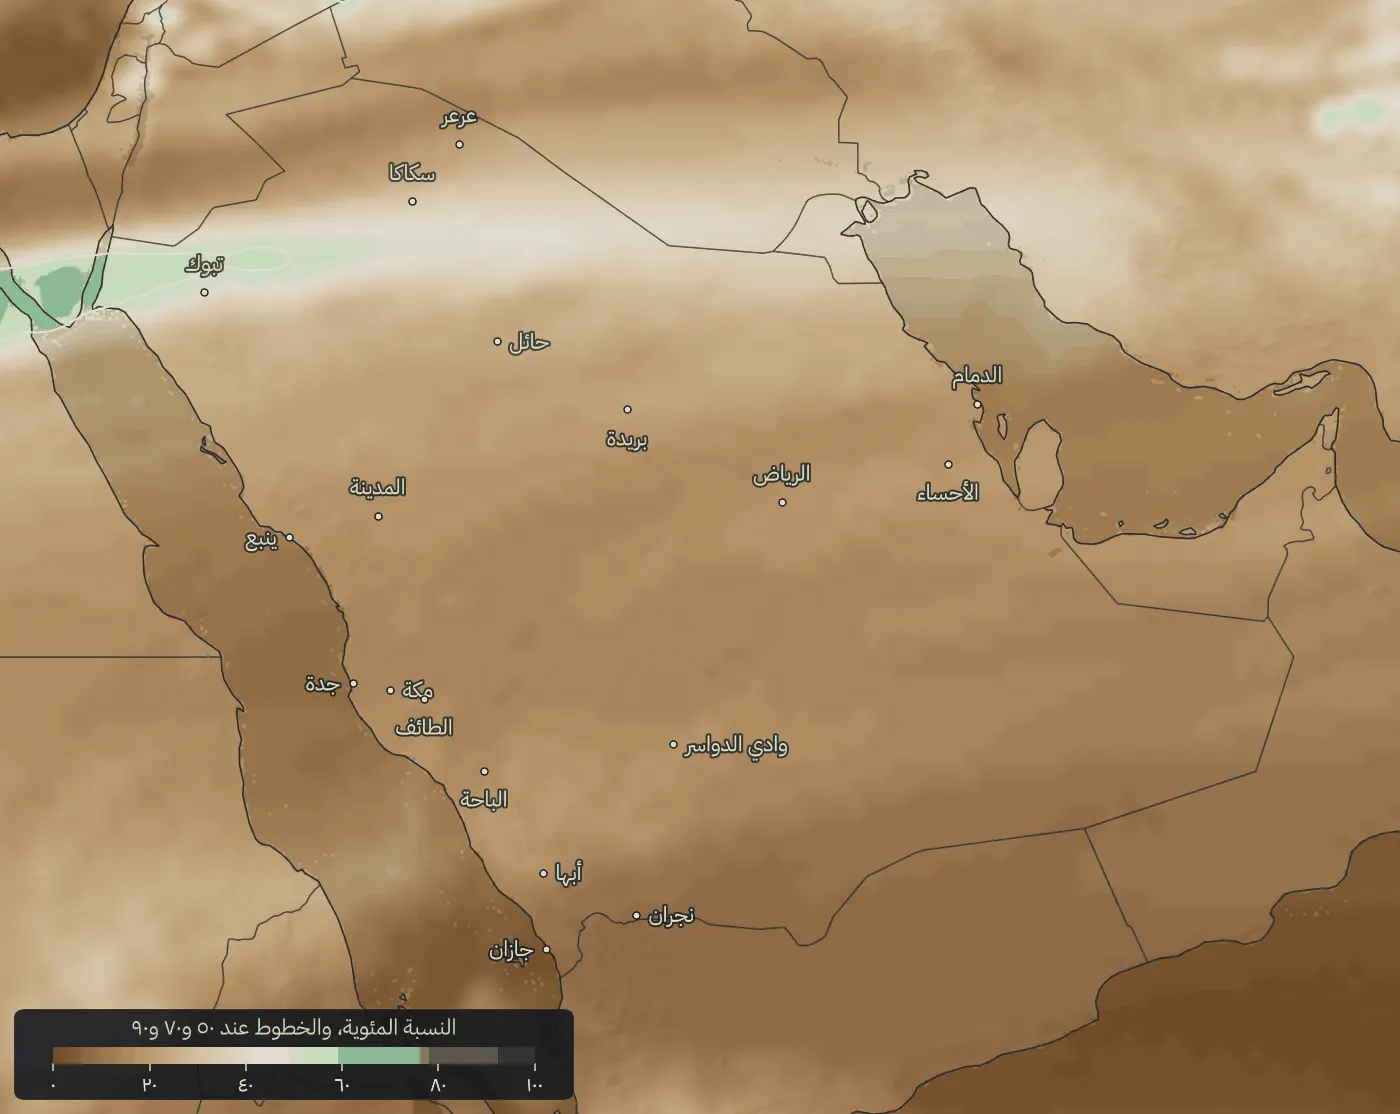 عرعر
سكاكا
تبوك
حائل
الدمام
بريدة
الرياض
المدينة
الأحساء
ينبع
جدة
مكة
الطائف
وادي الدواسر
الباحة
أبها
نجران
جازان
النسبة المئوية، والخطوط عند ٥٠ و٧٠ و٩٠
٠ ٢٠ ٤٠ ٦٠ ٨٠ ١٠٠